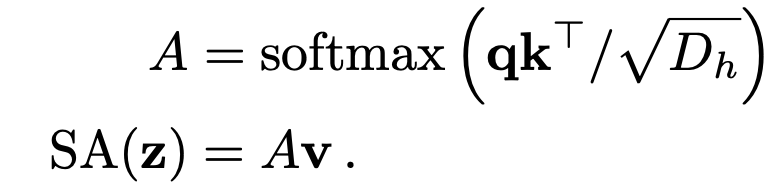 A = softmax (qk^⊤/√D_h)
SA(z) = Av .